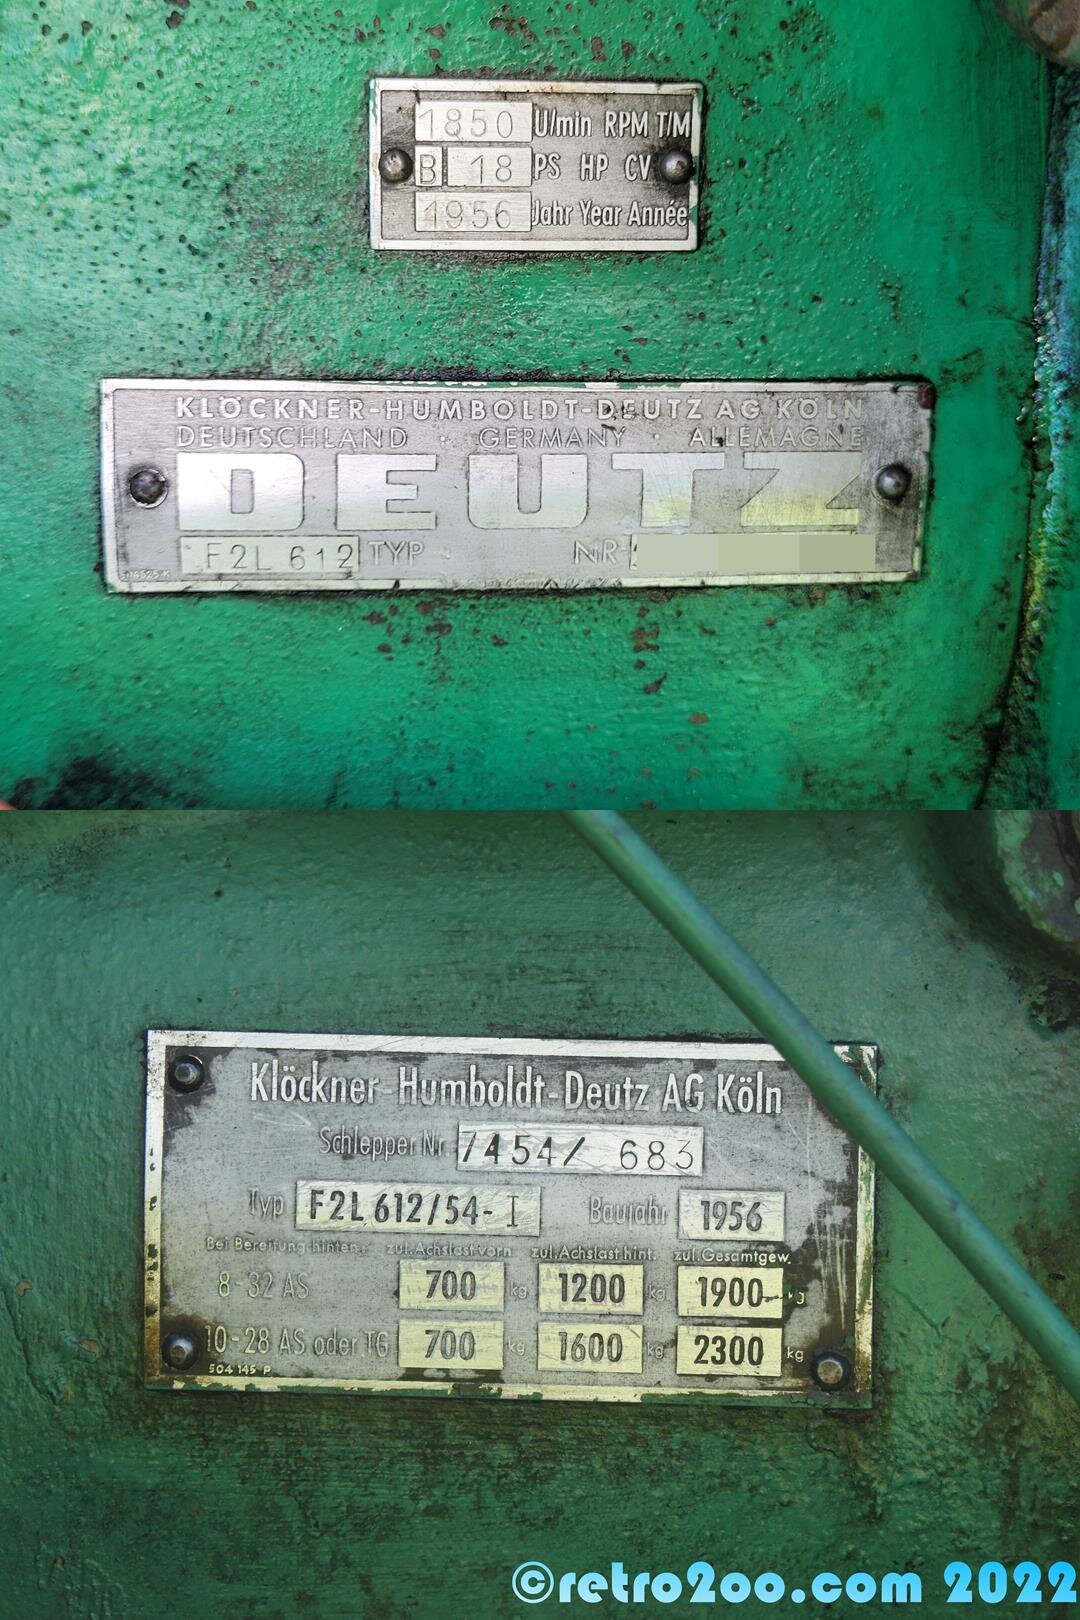 1850 U/min RPM T/M
B 18 PS HP CV
1956 Jahr Year Année
KLÖCKNER-HUMBOLDT-DEUTZ AG KÖLN
DEUTSCHLAND · GERMANY · ALLEMAGNE
DEUTZ
F2L 612 TYP NR
Klöckner-Humboldt-Deutz AG Köln
Schlepper Nr. 7454/ 683
Typ F2L 612/54-I Baujahr 1956
Bei Bereifung hinten: zul.Achslast vorn zul.Achslast hint. zul.Gesamtgew.
8-32 AS 700 kg 1200 kg 1900 kg
10-28 AS oder TG 700 kg 1600 kg 2300 kg
504 145 P
©retro2oo.com 2022